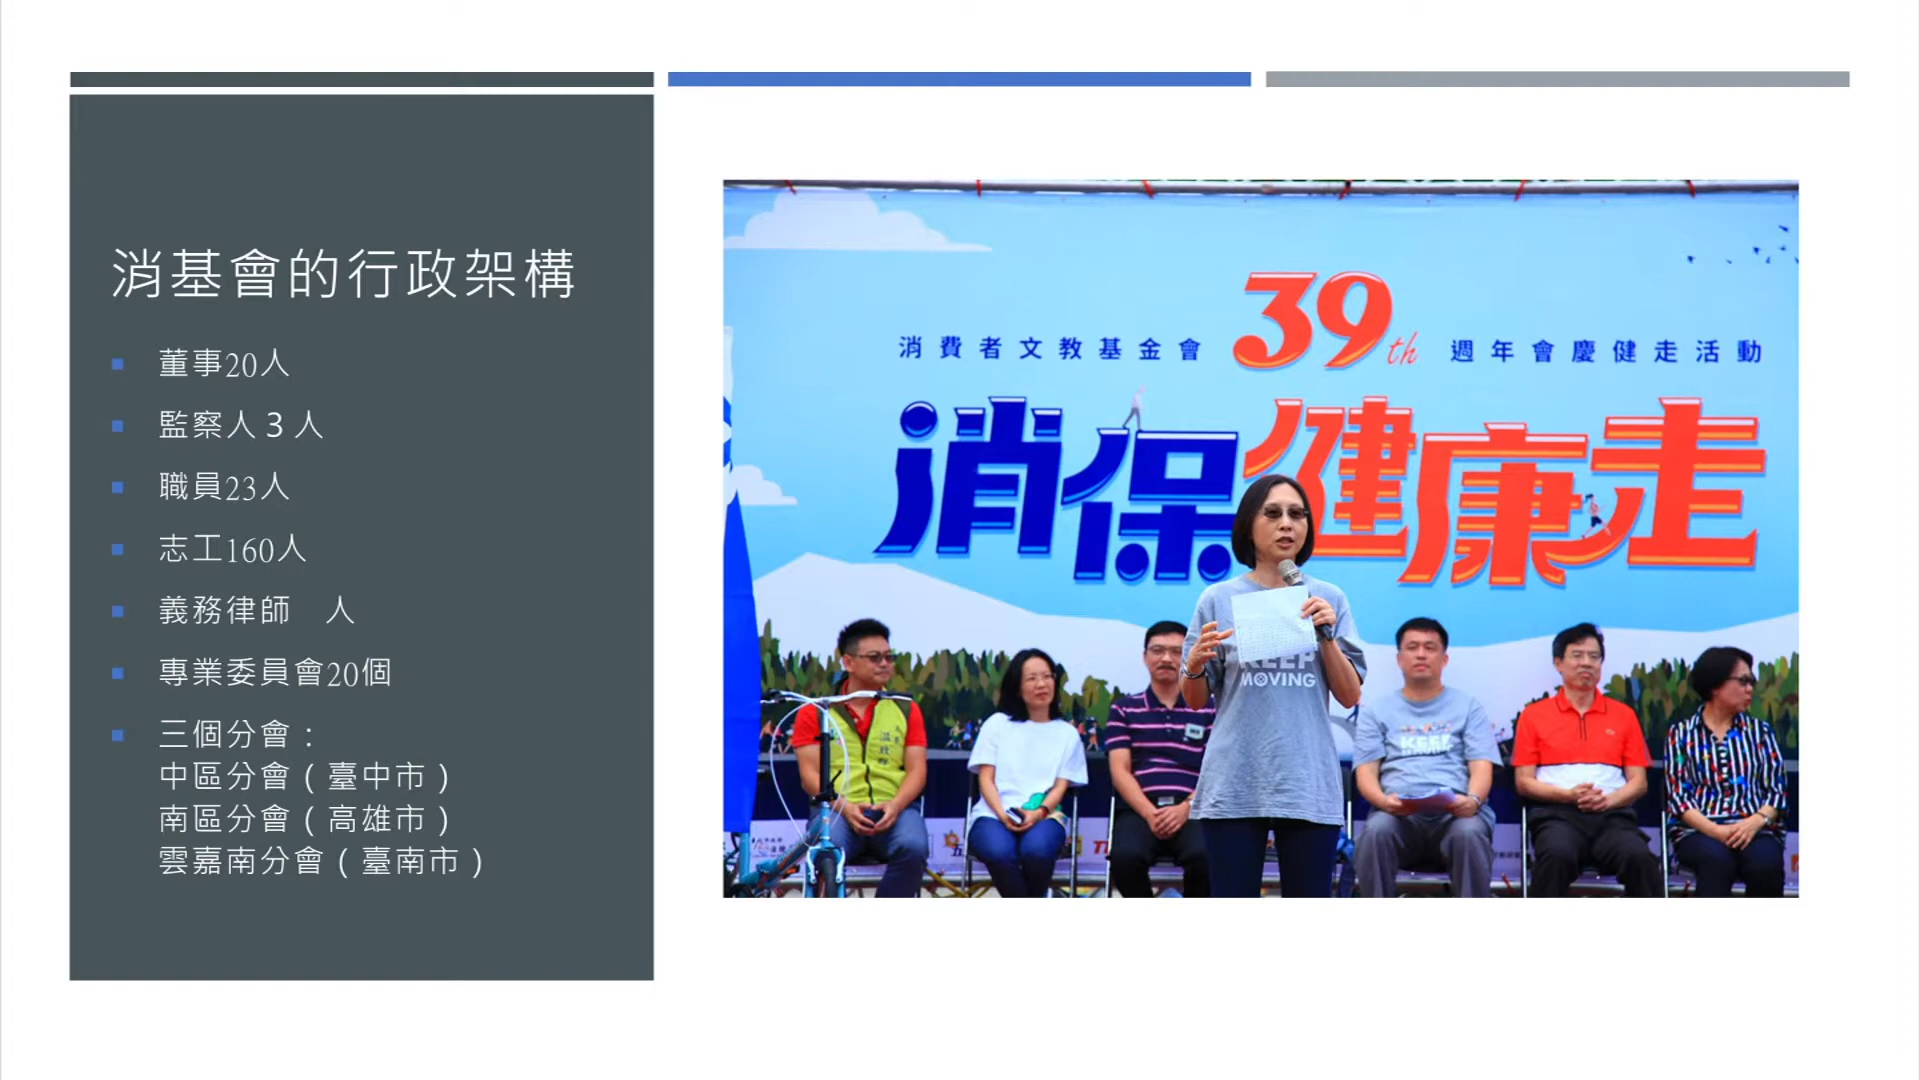 消基會的行政架構
董事20人
監察人3人
職員23人
志工160人
義務律師　人
專業委員會20個
三個分會：
中區分會（臺中市）
南區分會（高雄市）
雲嘉南分會（臺南市）
消費者文教基金會 39th 週年會慶健走活動
消保健康走
KEEP
MOVING
KEEP